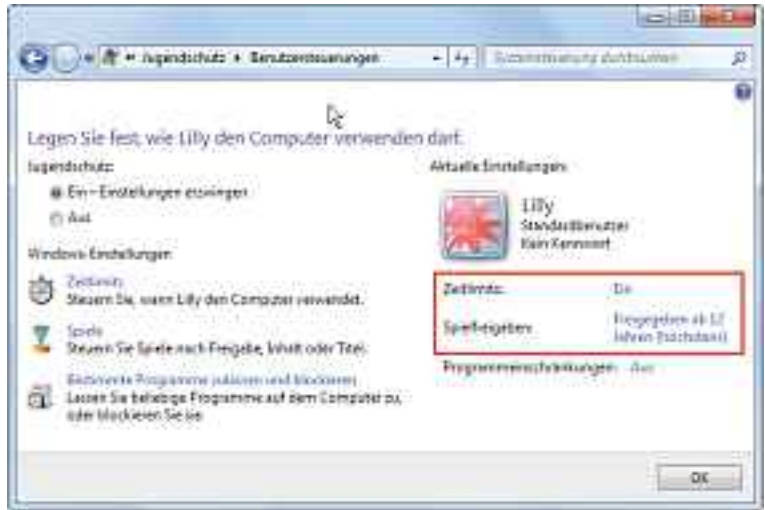 Jugendschutz Benutzersteuerungen
Systemsteuerung durchsuchen
Legen Sie fest, wie Lilly den Computer verwenden darf.
Jugendschutz:
Ein - Einstellungen erzwingen
Aus
Windows-Einstellungen
Zeitlimits
Steuern Sie, wann Lilly den Computer verwendet.
Spiele
Steuern Sie Spiele nach Freigabe, Inhalt oder Titel.
Bestimmte Programme zulassen und blockieren
Lassen Sie beliebige Programme auf dem Computer zu,
oder blockieren Sie sie.
Aktuelle Einstellungen:
Lilly
Standardbenutzer
Kein Kennwort
Zeitlimits: Ein
Spielfreigaben: Freigegeben ab 12
Jahren (höchstens)
Programmeinschränkungen: Aus
OK